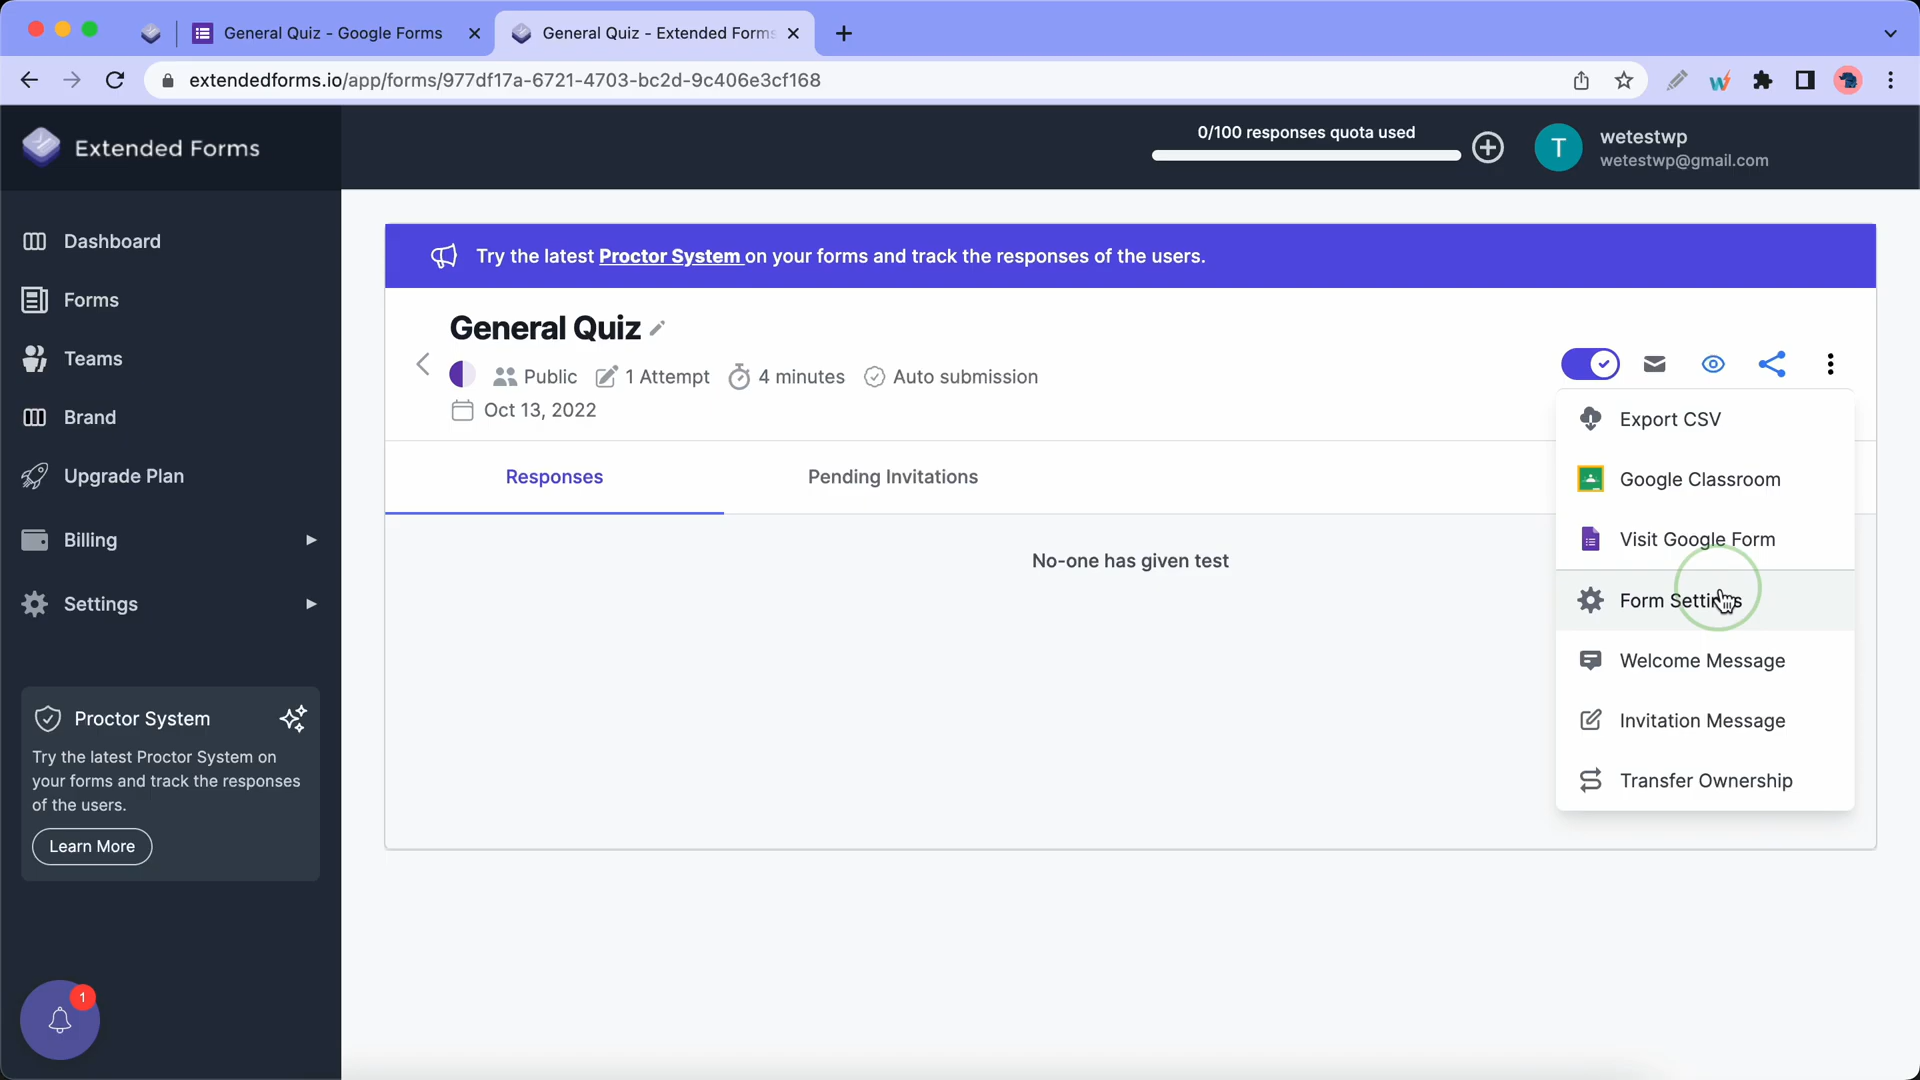 General Quiz - Google Forms
General Quiz - Extended Forms
extendedforms.io/app/forms/977df17a-6721-4703-bc2d-9c406e3cf168
Extended Forms
0/100 responses quota used
T
wetestwp
wetestwp@gmail.com
Dashboard
Forms
Teams
Brand
Upgrade Plan
Billing
Settings
Proctor System
Try the latest Proctor System on
your forms and track the responses
of the users.
Learn More
1
Try the latest Proctor System on your forms and track the responses of the users.
General Quiz
Public
1 Attempt
4 minutes
Auto submission
Oct 13, 2022
Responses
Pending Invitations
No-one has given test
Export CSV
Google Classroom
Visit Google Form
Form Settings
Welcome Message
Invitation Message
Transfer Ownership